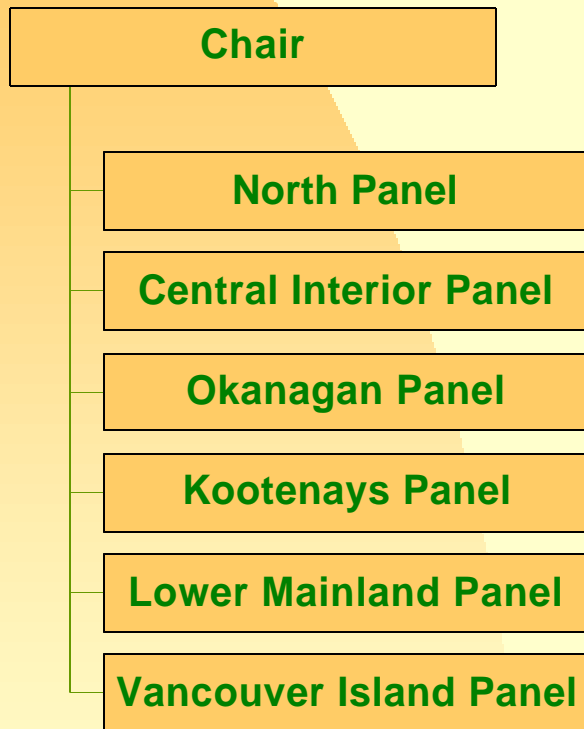 Chair
North Panel
Central Interior Panel
Okanagan Panel
Kootenays Panel
Lower Mainland Panel
Vancouver Island Panel